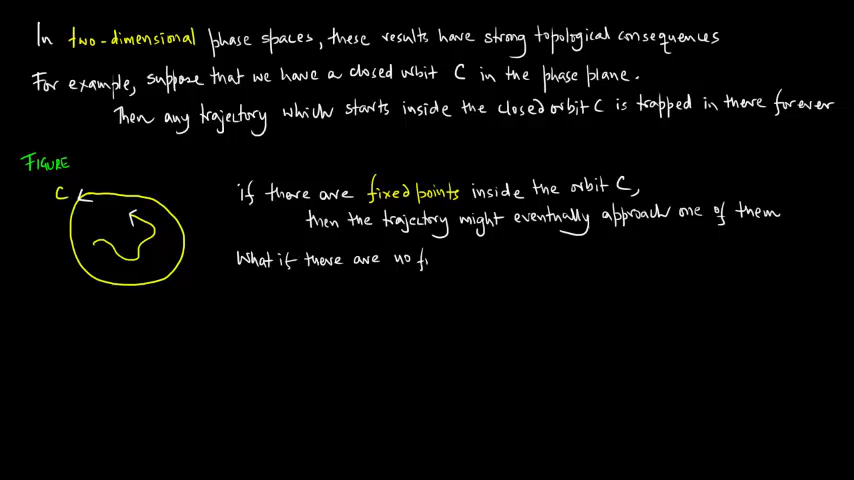 In two-dimensional phase spaces, these results have strong topological consequences
For example, suppose that we have a closed orbit C in the phase plane.
Then any trajectory which starts inside the closed orbit C is trapped in there forever
FIGURE
C
if there are fixed points inside the orbit C,
then the trajectory might eventually approach one of them
What if there are no f